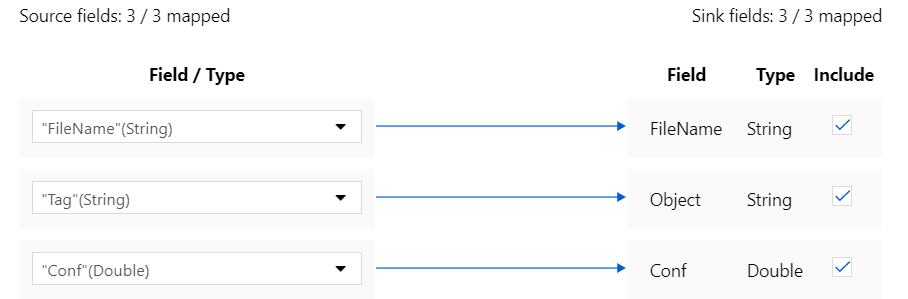 Source fields: 3 / 3 mapped Sink fields: 3 / 3 mapped
Field / Type Field Type Include
"FileName"(String) FileName String
"Tag"(String) Object String
"Conf"(Double) Conf Double